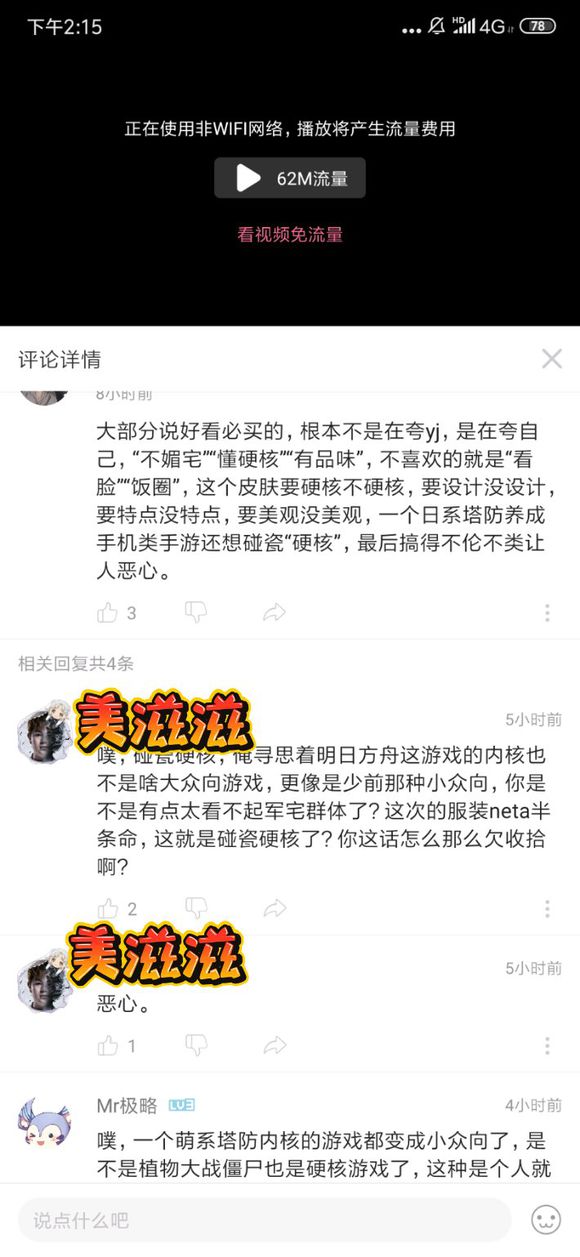 下午2:15
HD 4G 78
正在使用非WIFI网络，播放将产生流量费用
62M流量
看视频免流量
评论详情
8小时前
大部分说好看必买的，根本不是在夸yj，是在夸自
己，“不媚宅”“懂硬核”“有品味”，不喜欢的就是“看
脸”“饭圈”，这个皮肤要硬核不硬核，要设计没设计，
要特点没特点，要美观没美观，一个日系塔防养成
手机类手游还想碰瓷“硬核”，最后搞得不伦不类让
人恶心。
3
相关回复共4条
美滋滋
5小时前
噗，碰瓷硬核，俺寻思着明日方舟这游戏的内核也
不是啥大众向游戏，更像是少前那种小众向，你是
不是有点太看不起军宅群体了？这次的服装neta半
条命，这就是碰瓷硬核了？你这话怎么那么欠收拾
啊？
2
美滋滋
5小时前
恶心。
1
Mr极略 LV3
4小时前
噗，一个萌系塔防内核的游戏都变成小众向了，是
不是植物大战僵尸也是硬核游戏了，这种是个人就
说点什么吧